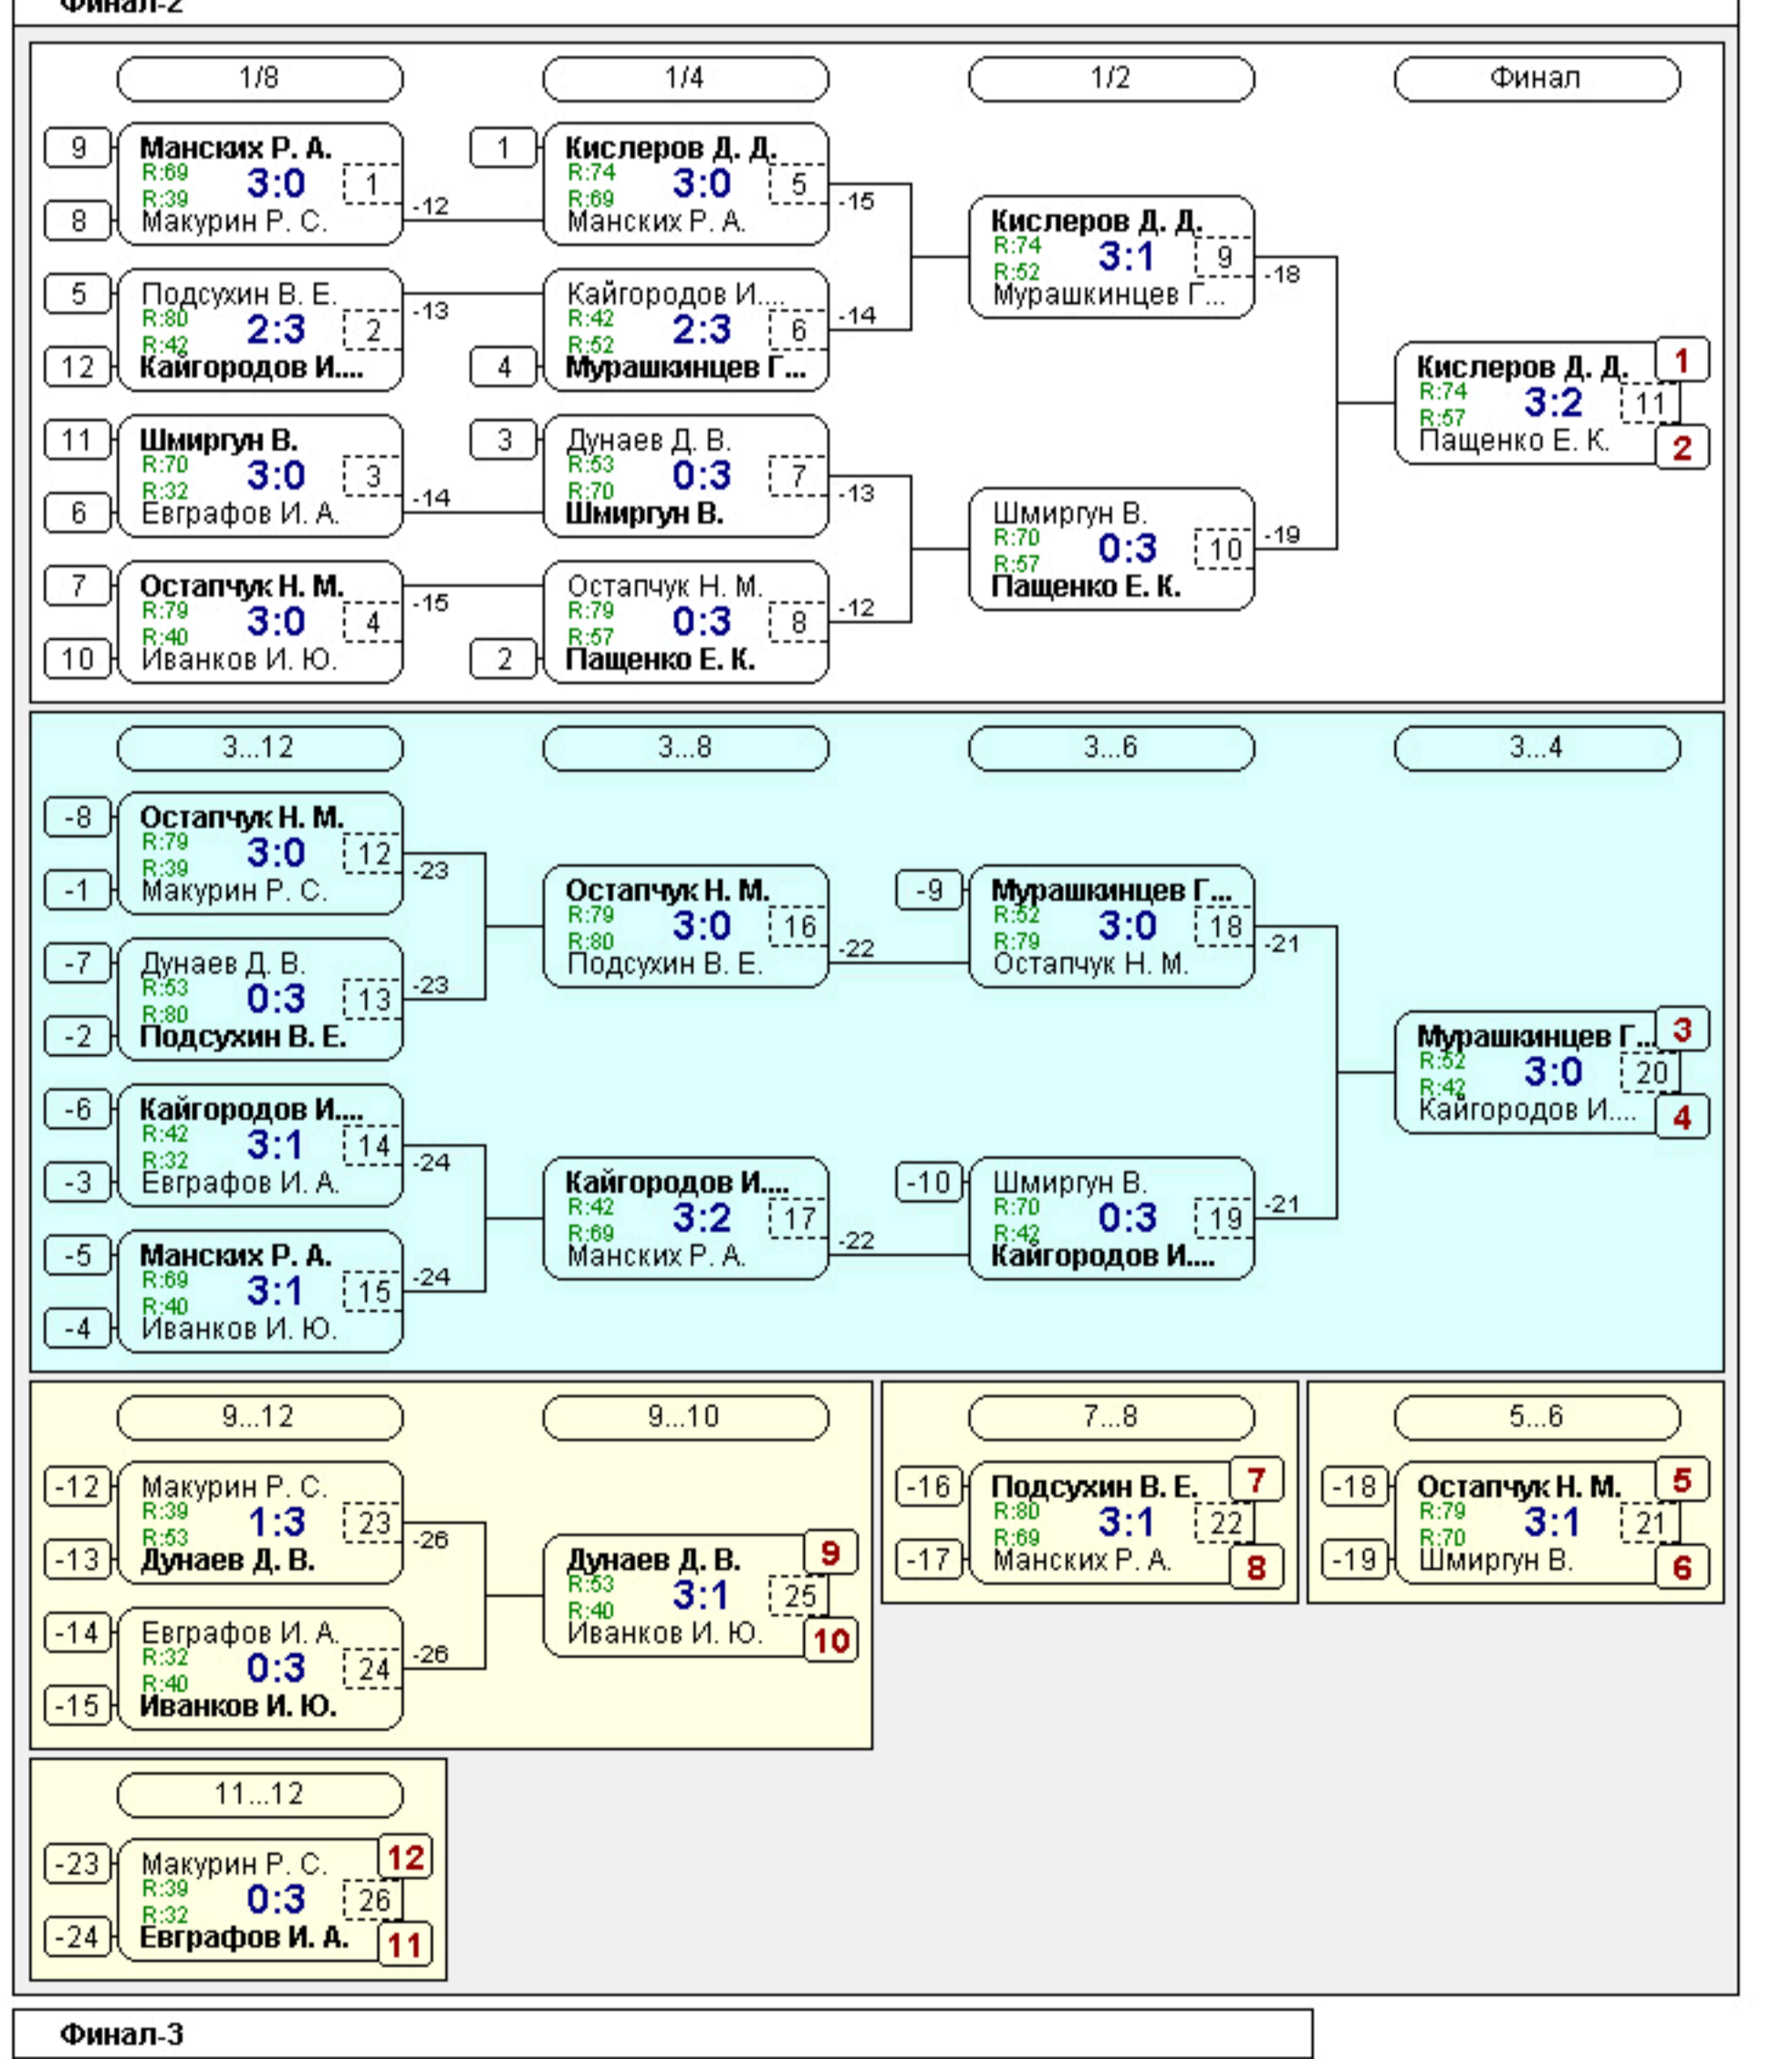 Финал-2
1/8
1/4
1/2
Финал
9
Манских Р. А.
R:69
3:0
1
R:39
8
Макурин Р. С.
-12
5
Подсухин В. Е.
R:80
2:3
2
R:42
12
Кайгородов И....
-13
11
Шмиргун В.
R:70
3:0
3
R:32
6
Евграфов И. А.
-14
7
Остапчук Н. М.
R:79
3:0
4
R:40
10
Иванков И. Ю.
-15
1
Кислеров Д. Д.
R:74
3:0
5
R:69
Манских Р. А.
-15
Кайгородов И....
R:42
2:3
6
R:52
4
Мурашкинцев Г...
-14
3
Дунаев Д. В.
R:53
0:3
7
R:70
Шмиргун В.
-13
Остапчук Н. М.
R:79
0:3
8
R:57
2
Пащенко Е. К.
-12
Кислеров Д. Д.
R:74
3:1
9
R:52
Мурашкинцев Г...
-18
Шмиргун В.
R:70
0:3
10
R:57
Пащенко Е. К.
-19
Кислеров Д. Д.
1
R:74
3:2
11
R:57
Пащенко Е. К.
2
3...12
3...8
3...6
3...4
-8
Остапчук Н. М.
R:79
3:0
12
R:39
-1
Макурин Р. С.
-23
-7
Дунаев Д. В.
R:53
0:3
13
R:80
-2
Подсухин В. Е.
-23
-6
Кайгородов И....
R:42
3:1
14
R:32
-3
Евграфов И. А.
-24
-5
Манских Р. А.
R:69
3:1
15
R:40
-4
Иванков И. Ю.
-24
Остапчук Н. М.
R:79
3:0
16
R:80
Подсухин В. Е.
-22
Кайгородов И....
R:42
3:2
17
R:69
Манских Р. А.
-22
-9
Мурашкинцев Г...
R:52
3:0
18
R:79
Остапчук Н. М.
-21
-10
Шмиргун В.
R:70
0:3
19
R:42
Кайгородов И....
-21
Мурашкинцев Г...
3
R:52
3:0
20
R:42
Кайгородов И....
4
9...12
9...10
7...8
5...6
-12
Макурин Р. С.
R:39
1:3
23
R:53
-13
Дунаев Д. В.
-26
-14
Евграфов И. А.
R:32
0:3
24
R:40
-15
Иванков И. Ю.
-26
Дунаев Д. В.
9
R:53
3:1
25
R:40
Иванков И. Ю.
10
-16
Подсухин В. Е.
7
R:80
3:1
22
R:69
-17
Манских Р. А.
8
-18
Остапчук Н. М.
5
R:79
3:1
21
R:70
-19
Шмиргун В.
6
11...12
-23
Макурин Р. С.
12
R:39
0:3
26
R:32
-24
Евграфов И. А.
11
Финал-3